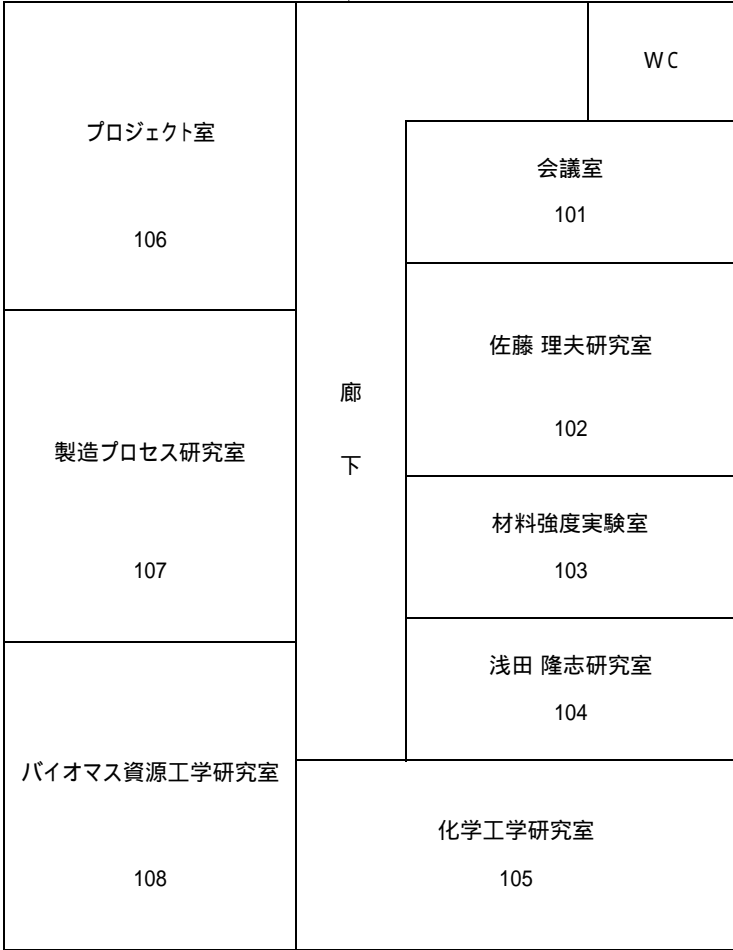 WC
プロジェクト室
106
会議室
101
佐藤 理夫研究室
102
廊
下
製造プロセス研究室
107
材料強度実験室
103
浅田 隆志研究室
104
バイオマス資源工学研究室
108
化学工学研究室
105